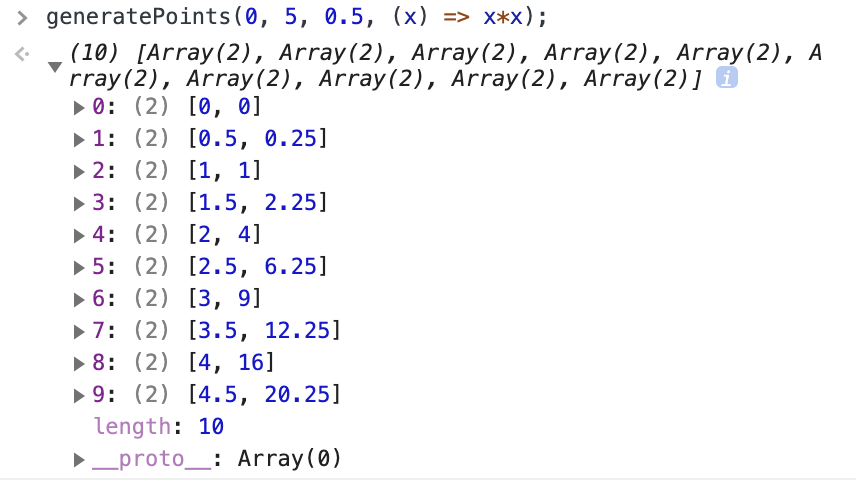 > generatePoints(0, 5, 0.5, (x) => x*x);
(10) [Array(2), Array(2), Array(2), Array(2), Array(2), A
rray(2), Array(2), Array(2), Array(2), Array(2)] i
0: (2) [0, 0]
1: (2) [0.5, 0.25]
2: (2) [1, 1]
3: (2) [1.5, 2.25]
4: (2) [2, 4]
5: (2) [2.5, 6.25]
6: (2) [3, 9]
7: (2) [3.5, 12.25]
8: (2) [4, 16]
9: (2) [4.5, 20.25]
length: 10
__proto__: Array(0)